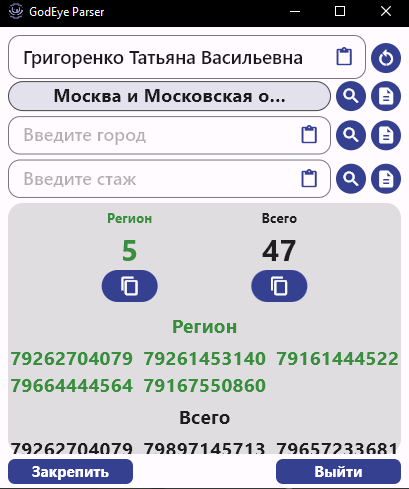 GodEye Parser
Григоренко Татьяна Васильевна
Москва и Московская о...
Введите город
Введите стаж
Регион Всего
5 47
Регион
79262704079 79261453140 79161444522
79664444564 79167550860
Всего
79262704079 79897145713 79657233681
Закрепить Выйти